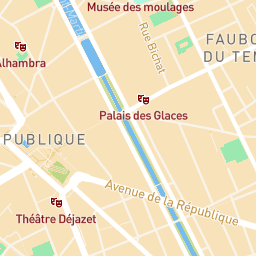 Musée des moulages
Rue Bichat
FAUBO
DU TEM
Alhambra
Palais des Glaces
PUBLIQUE
Avenue de la République
Théâtre Déjazet